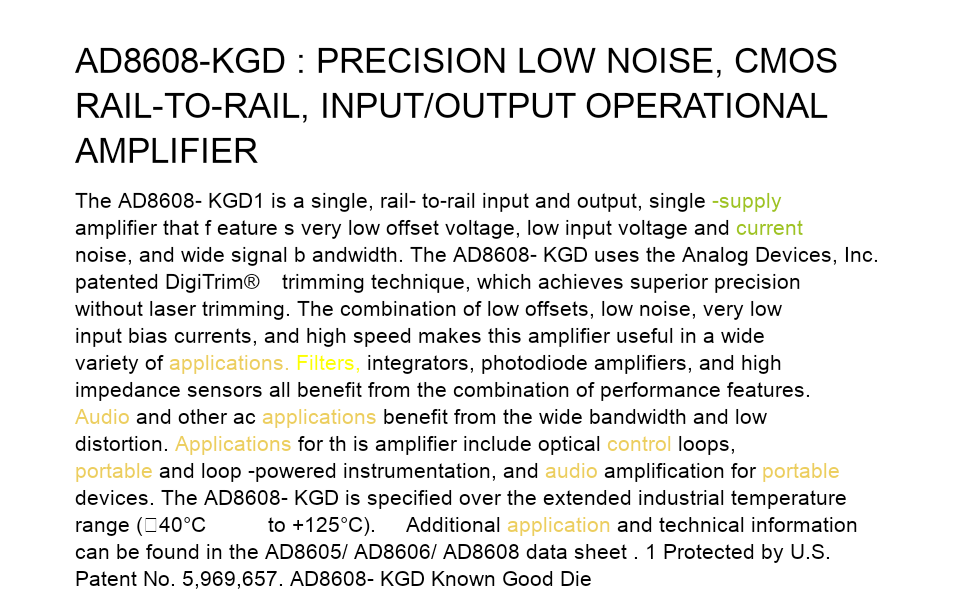 AD8608-KGD : PRECISION LOW NOISE, CMOS
RAIL-TO-RAIL, INPUT/OUTPUT OPERATIONAL
AMPLIFIER
The AD8608- KGD1 is a single, rail- to-rail input and output, single -supply
amplifier that f eature s very low offset voltage, low input voltage and current
noise, and wide signal b andwidth. The AD8608- KGD uses the Analog Devices, Inc.
patented DigiTrim® trimming technique, which achieves superior precision
without laser trimming. The combination of low offsets, low noise, very low
input bias currents, and high speed makes this amplifier useful in a wide
variety of applications. Filters, integrators, photodiode amplifiers, and high
impedance sensors all benefit from the combination of performance features.
Audio and other ac applications benefit from the wide bandwidth and low
distortion. Applications for th is amplifier include optical control loops,
portable and loop -powered instrumentation, and audio amplification for portable
devices. The AD8608- KGD is specified over the extended industrial temperature
range (□40°C to +125°C). Additional application and technical information
can be found in the AD8605/ AD8606/ AD8608 data sheet . 1 Protected by U.S.
Patent No. 5,969,657. AD8608- KGD Known Good Die